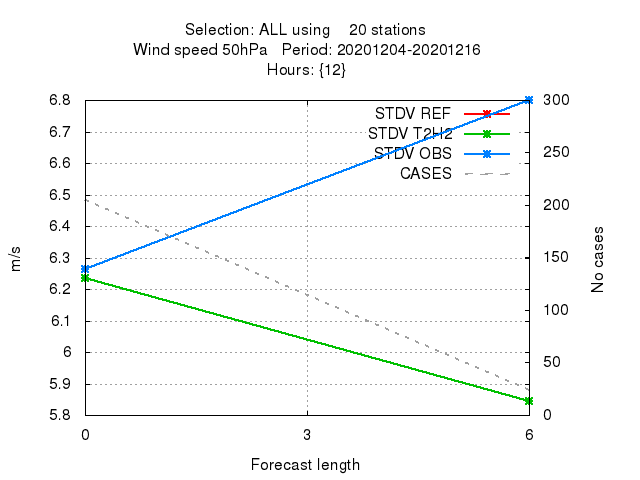 Selection: ALL using 20 stations
Wind speed 50hPa Period: 20201204-20201216
Hours: {12}
STDV REF
STDV T2H2
STDV OBS
CASES
m/s
6.8
6.7
6.6
6.5
6.4
6.3
6.2
6.1
6
5.9
5.8
300
250
200
150
100
50
0
No cases
0 3 6
Forecast length